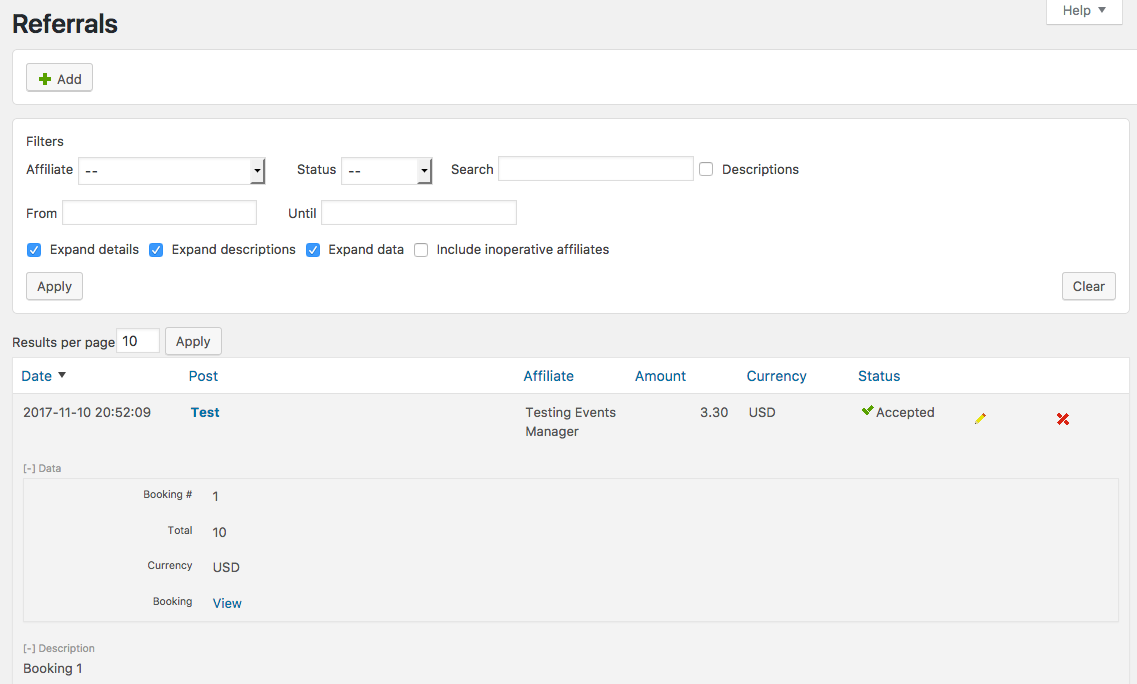 Referrals
Help
Add
Filters
Affiliate -- Status -- Search Descriptions
From Until
Expand details Expand descriptions Expand data Include inoperative affiliates
Apply Clear
Results per page 10 Apply
Date Post Affiliate Amount Currency Status
2017-11-10 20:52:09 Test Testing Events 3.30 USD Accepted
Manager
[-] Data
Booking # 1
Total 10
Currency USD
Booking View
[-] Description
Booking 1